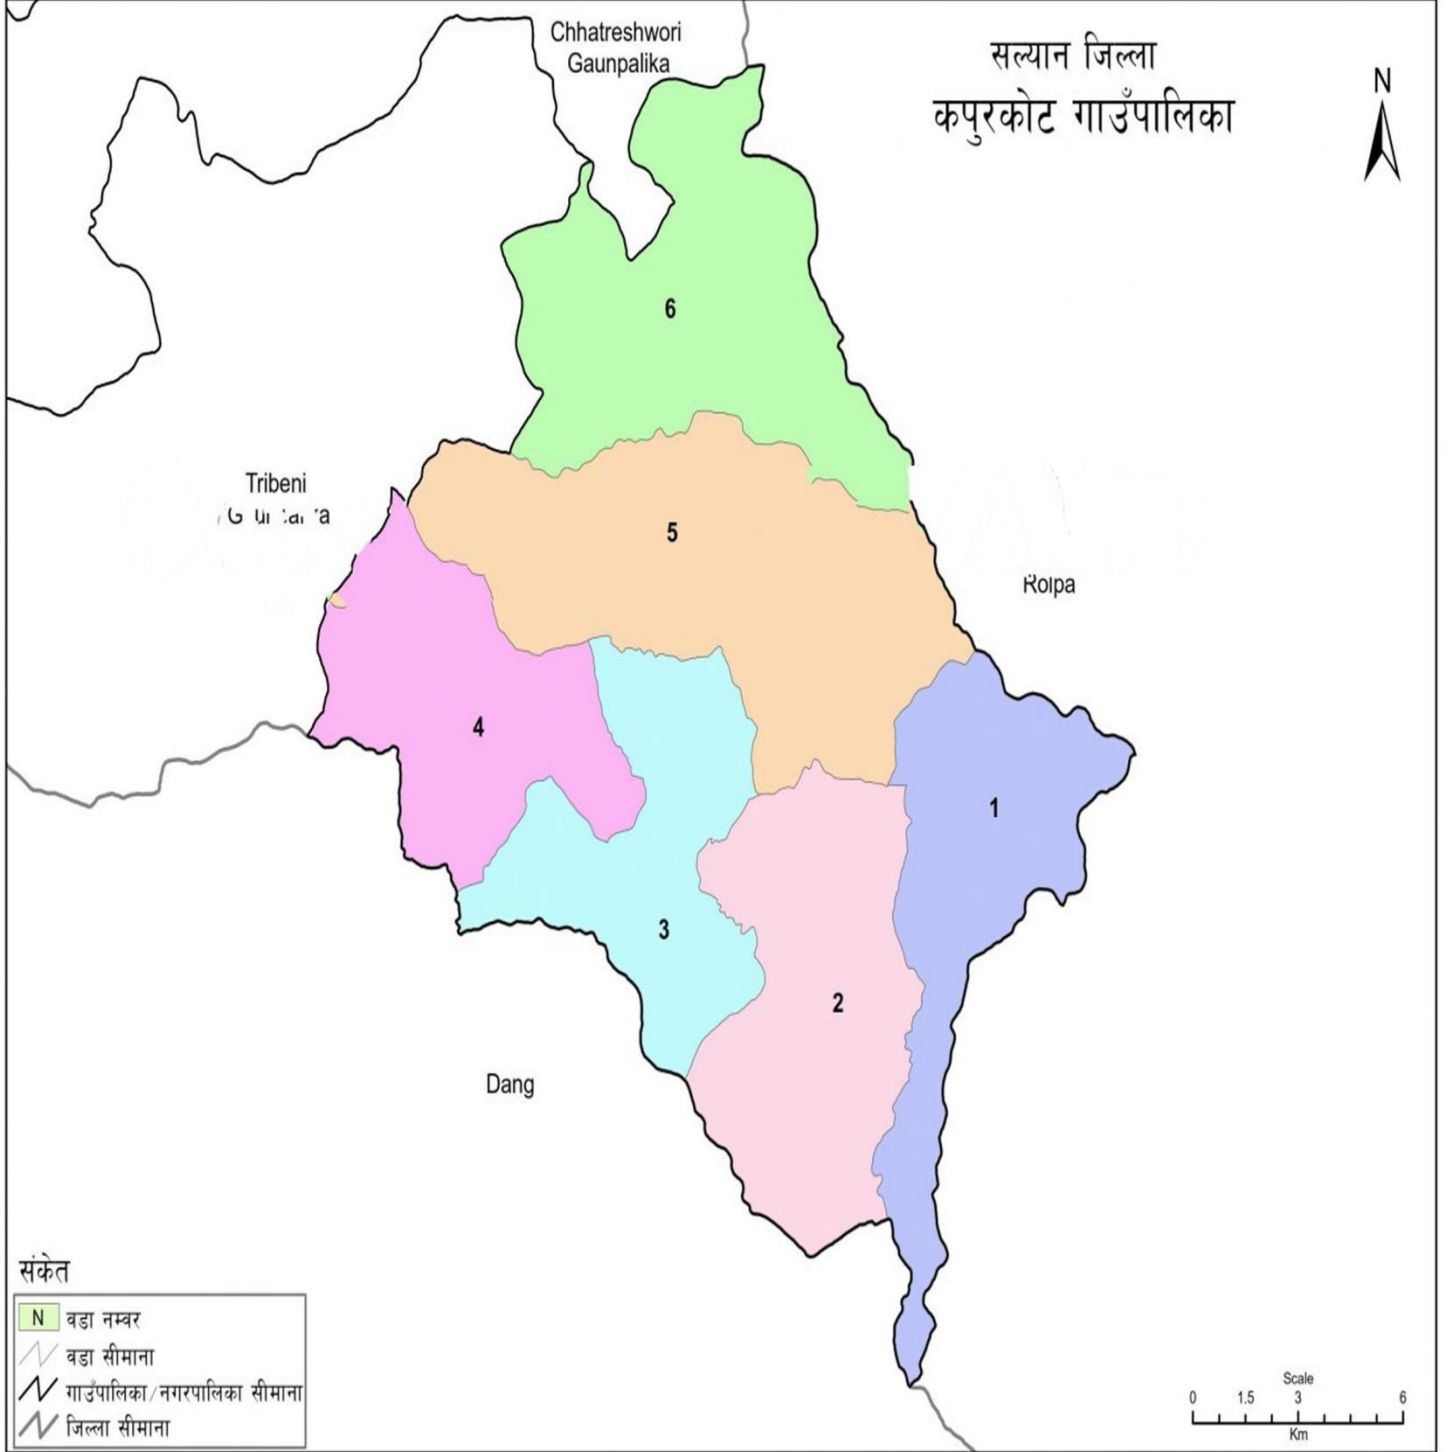 Chhatreshwori
Gaunpalika
सल्यान जिल्ला
कपुरकोट गाउँपालिका
N
6
Tribeni
5
Rolpa
4
1
3
2
Dang
संकेत
N वडा नम्बर
वडा सीमाना
गाउँपालिका/नगरपालिका सीमाना
जिल्ला सीमाना
Scale
0 1.5 3 6
Km